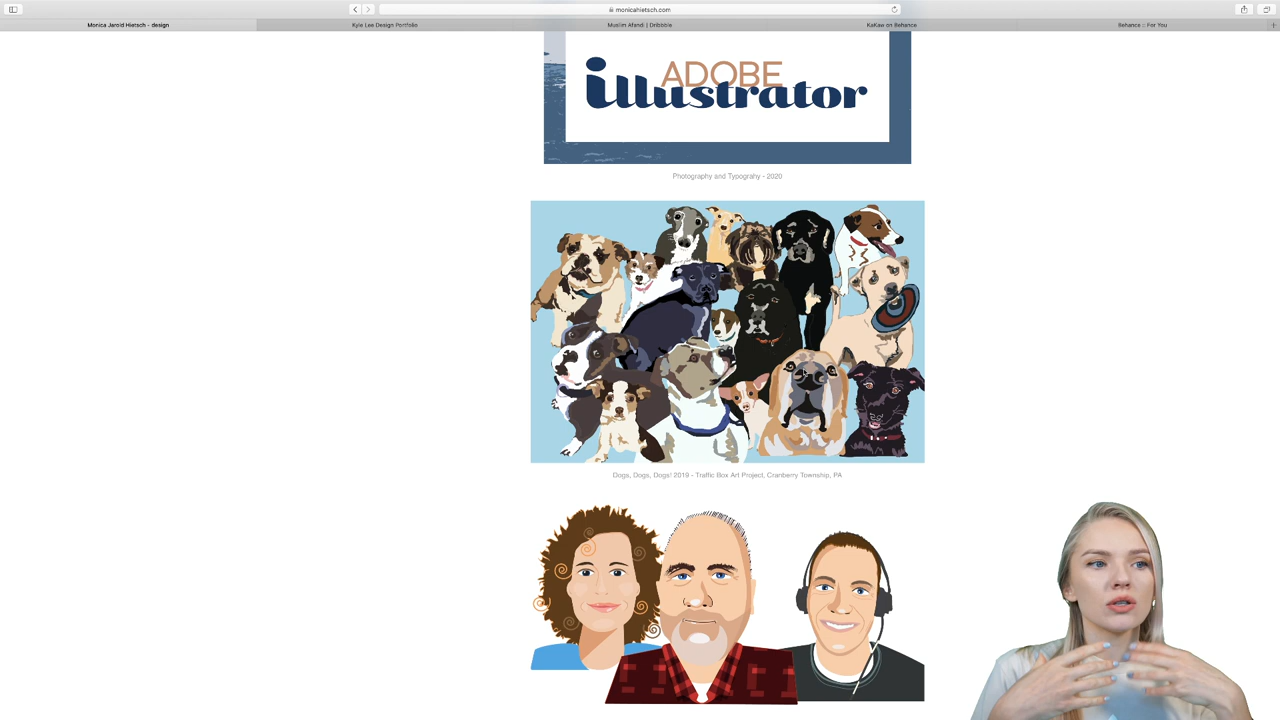 monicahietsch.com
Monica Jarold Hietsch - design
Kyle Lee Design Portfolio
Muslim Afandi | Dribbble
KaKaw on Behance
Behance :: For You
ADOBE
illustrator
Photography and Typograhy - 2020
Dogs, Dogs, Dogs! 2019 - Traffic Box Art Project, Cranberry Township, PA